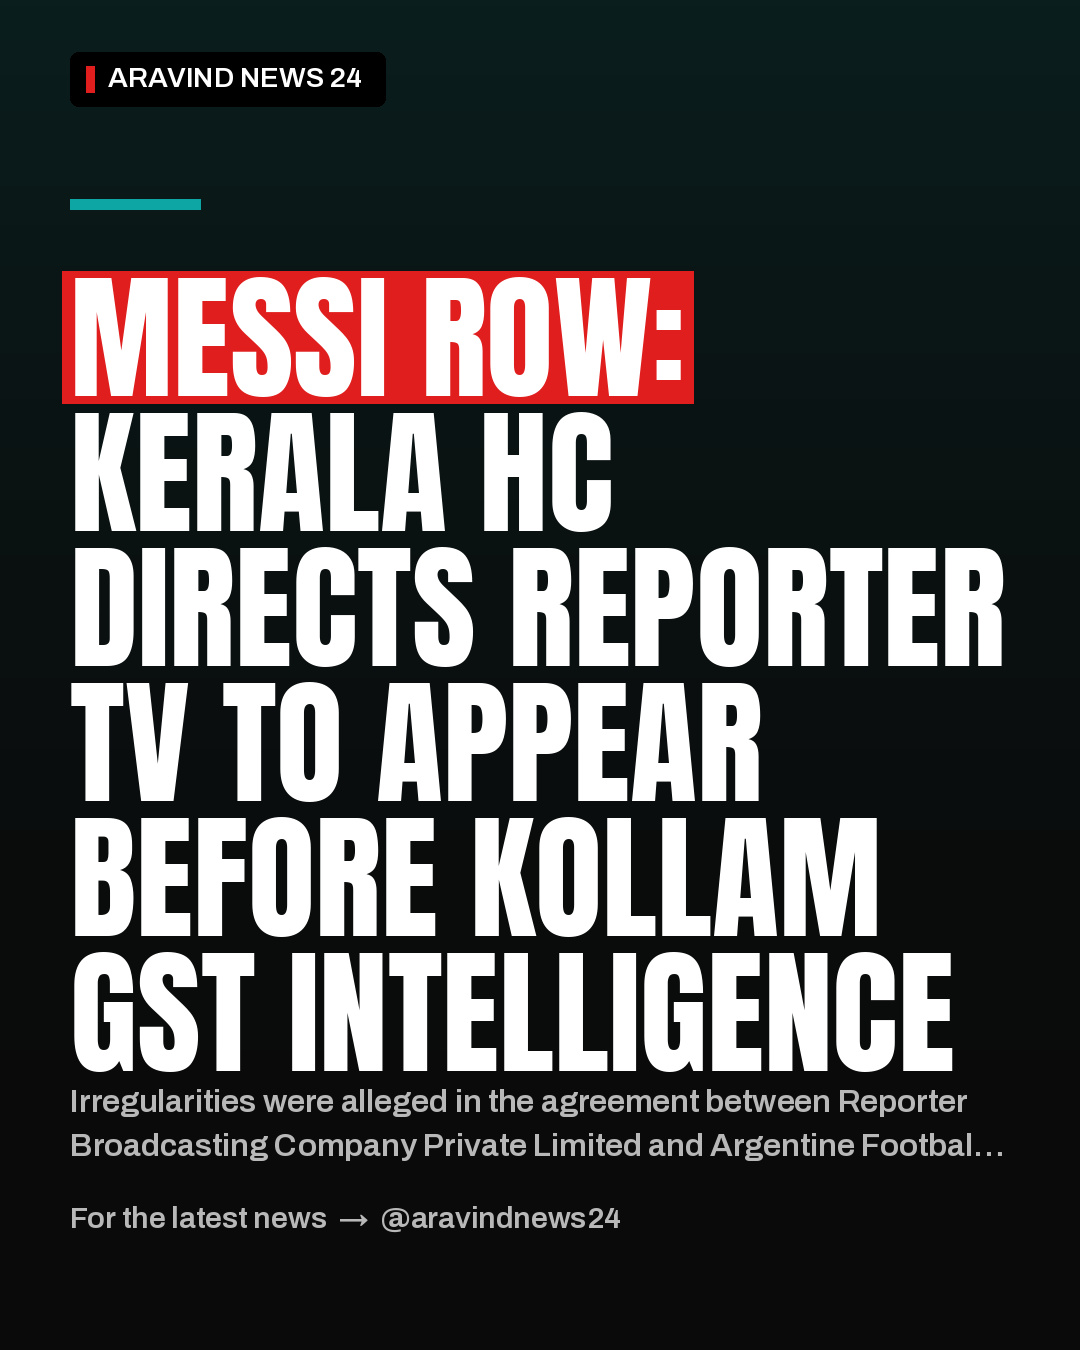 ARAVIND NEWS 24
MESSI ROW:
KERALA HC
DIRECTS REPORTER
TV TO APPEAR
BEFORE KOLLAM
GST INTELLIGENCE
Irregularities were alleged in the agreement between Reporter
Broadcasting Company Private Limited and Argentine Footbal...
For the latest news → @aravindnews24